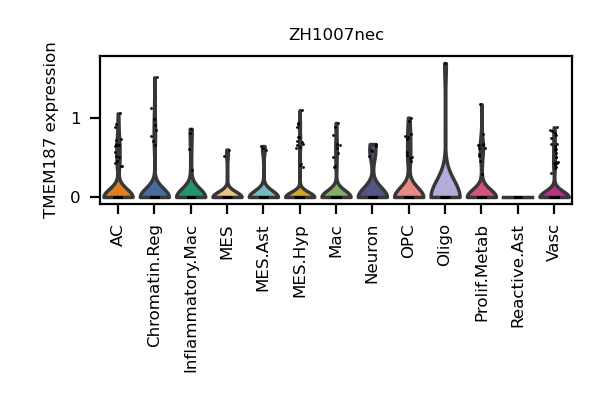 ZH1007nec
TMEM187 expression
1
0
AC
Chromatin.Reg
Inflammatory.Mac
MES
MES.Ast
MES.Hyp
Mac
Neuron
OPC
Oligo
Prolif.Metab
Reactive.Ast
Vasc